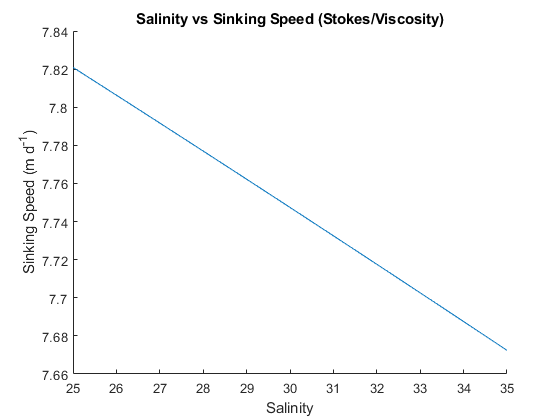 Salinity vs Sinking Speed (Stokes/Viscosity)
7.84
7.82
7.8
7.78
7.76
7.74
7.72
7.7
7.68
7.66
Sinking Speed (m d⁻¹)
25 26 27 28 29 30 31 32 33 34 35
Salinity